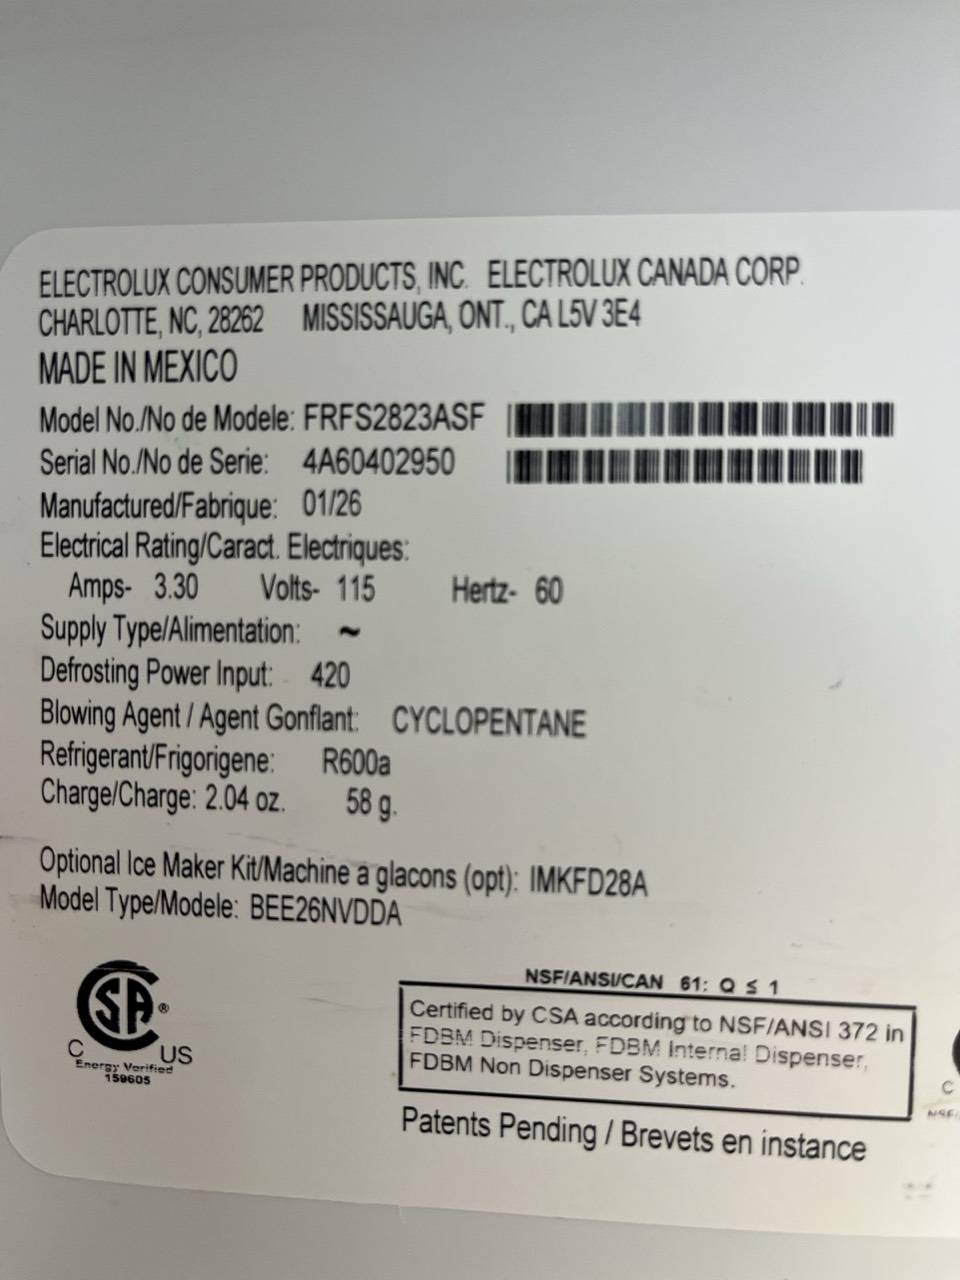 ELECTROLUX CONSUMER PRODUCTS, INC. ELECTROLUX CANADA CORP.
CHARLOTTE, NC, 28262 MISSISSAUGA, ONT., CA L5V 3E4
MADE IN MEXICO
Model No./No de Modele: FRFS2823ASF
Serial No./No de Serie: 4A60402950
Manufactured/Fabrique: 01/26
Electrical Rating/Caract. Electriques:
Amps- 3.30 Volts- 115 Hertz- 60
Supply Type/Alimentation: ~
Defrosting Power Input: 420
Blowing Agent / Agent Gonflant: CYCLOPENTANE
Refrigerant/Frigorigene: R600a
Charge/Charge: 2.04 oz. 58 g.
Optional Ice Maker Kit/Machine a glacons (opt): IMKFD28A
Model Type/Modele: BEE26NVDDA
SA ®
C US
Energy Verified
159605
NSF/ANSI/CAN 61: Q ≤ 1
Certified by CSA according to NSF/ANSI 372 in
FDBM Dispenser, FDBM Internal Dispenser,
FDBM Non Dispenser Systems.
C
NSF/
Patents Pending / Brevets en instance